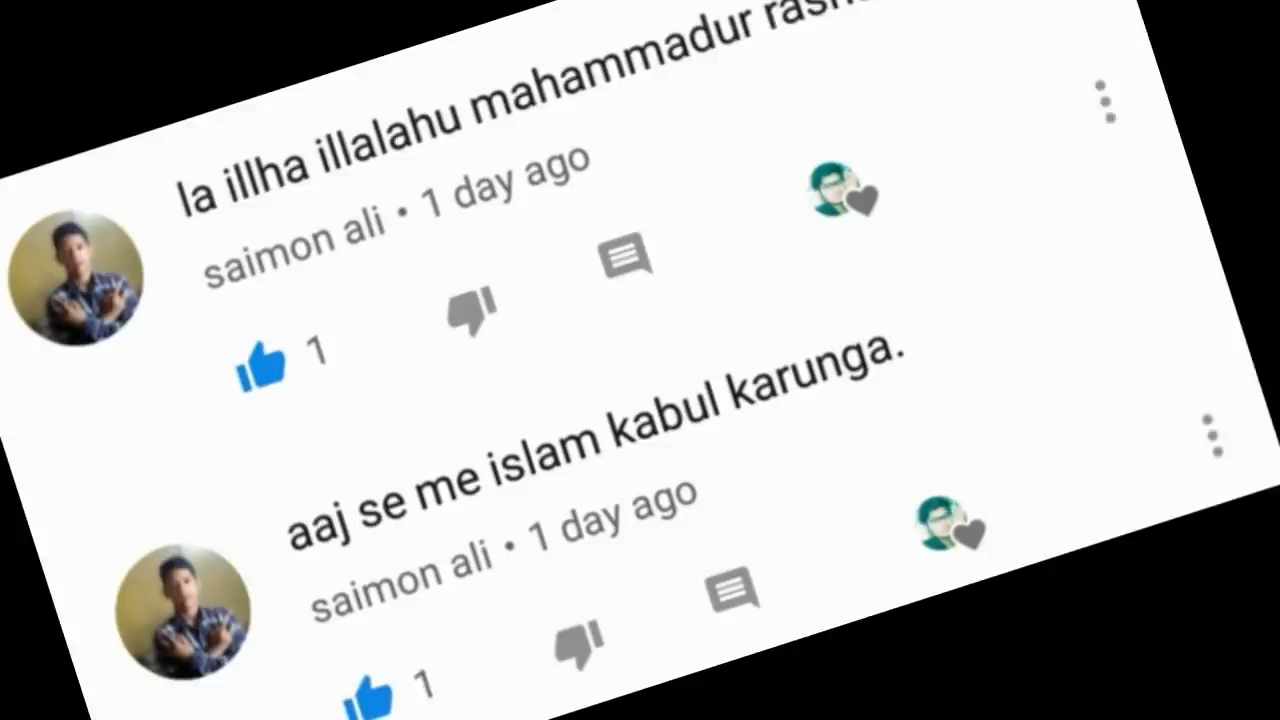 la illha illalahu mahammadur
saimon ali • 1 day ago
1
aaj se me islam kabul karunga.
saimon ali • 1 day ago
1